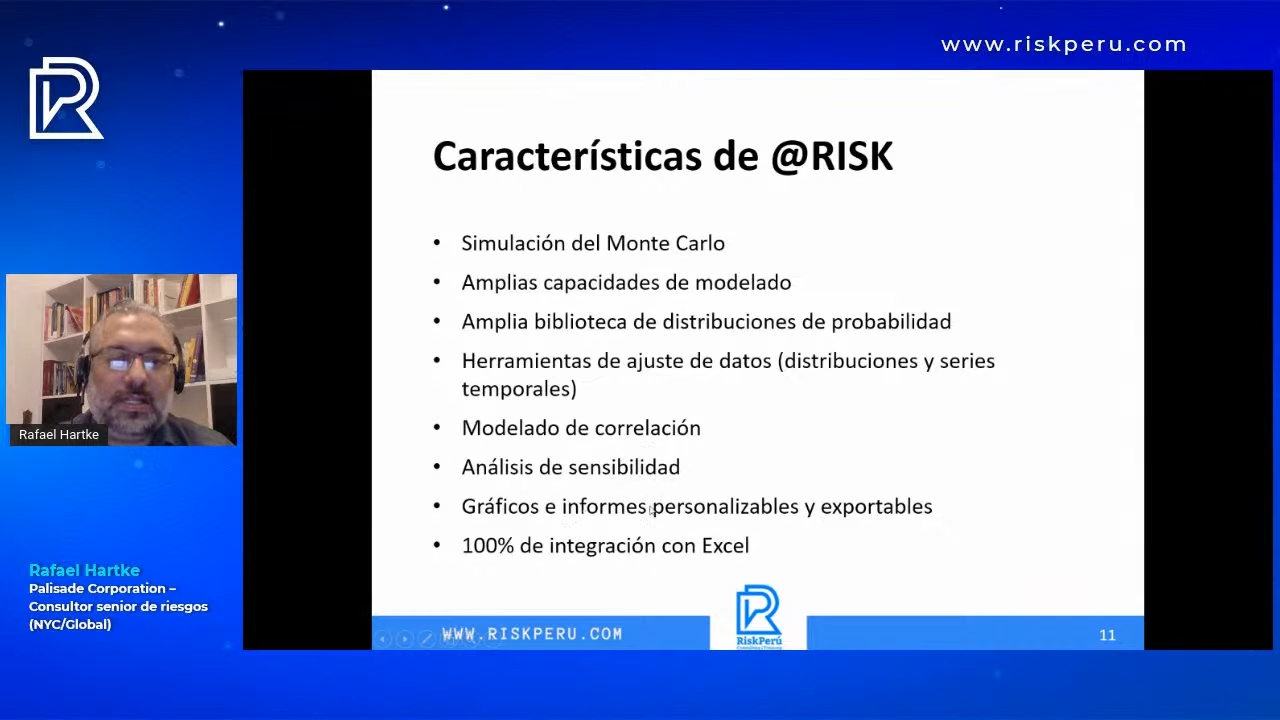 www.riskperu.com
Características de @RISK
• Simulación del Monte Carlo
• Amplias capacidades de modelado
• Amplia biblioteca de distribuciones de probabilidad
• Herramientas de ajuste de datos (distribuciones y series
temporales)
• Modelado de correlación
• Análisis de sensibilidad
• Gráficos e informes personalizables y exportables
• 100% de integración con Excel
Rafael Hartke
Rafael Hartke
Palisade Corporation –
Consultor senior de riesgos
(NYC/Global)
WWW.RISKPERU.COM
RiskPerú
11